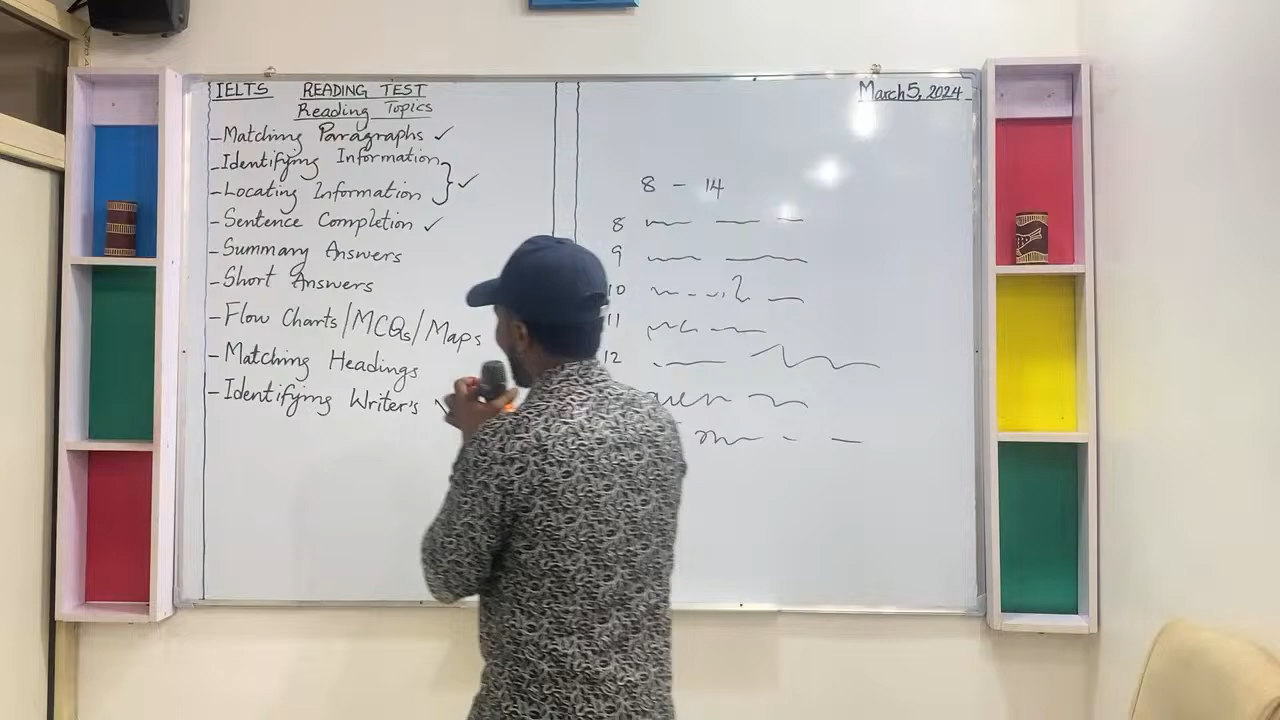 IELTS READING TEST
Reading Topics
- Matching Paragraphs ✓
- Identifying Information
- Locating Information ✓
- Sentence Completion ✓
- Summary Answers
- Short Answers
- Flow Charts/MCQs/Maps
- Matching Headings
- Identifying Writer's
March 5, 2024
8 - 14
8
9
10
11
12